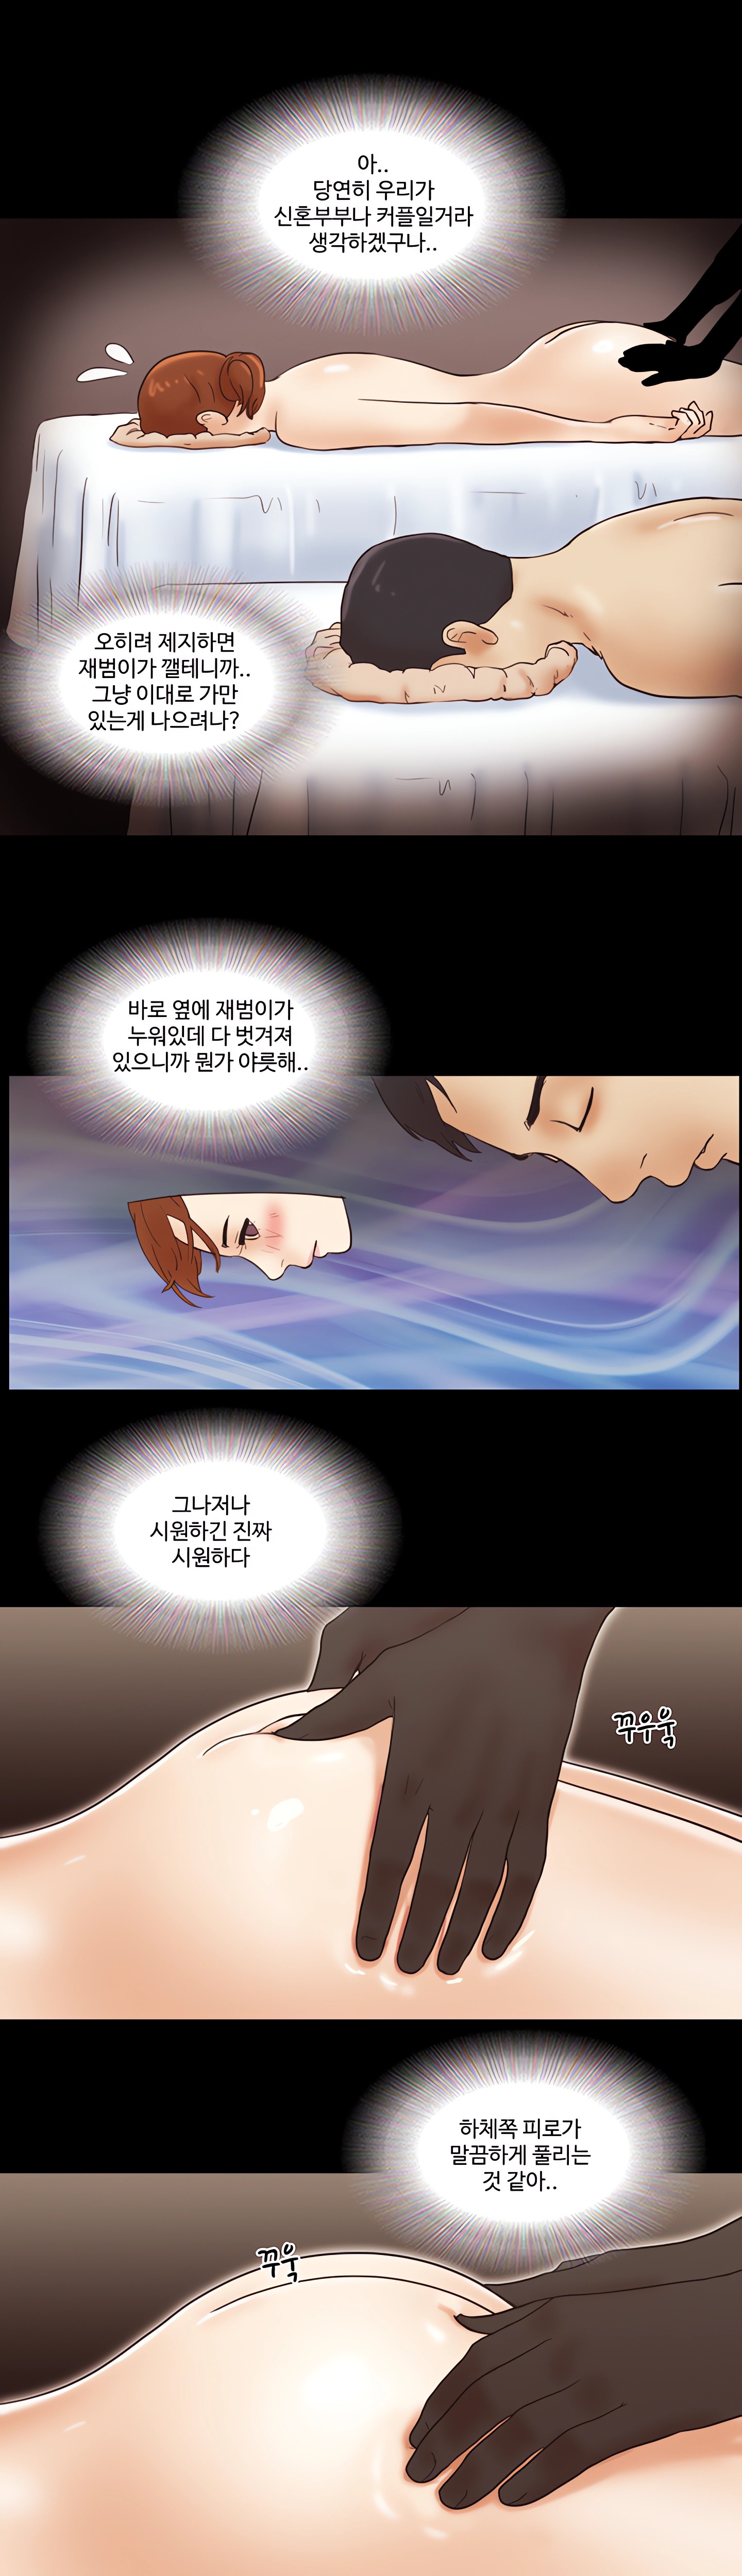 아..
당연히 우리가
신혼부부나 커플일거라
생각하겠구나..
오히려 제지하면
재범이가 깰테니까..
그냥 이대로 가만
있는게 나으려나?
바로 옆에 재범이가
누워있데 다 벗겨져
있으니까 뭔가 야릇해..
그나저나
시원하긴 진짜
시원하다
꾸우욱
하체쪽 피로가
말끔하게 풀리는
것 같아..
꾸욱